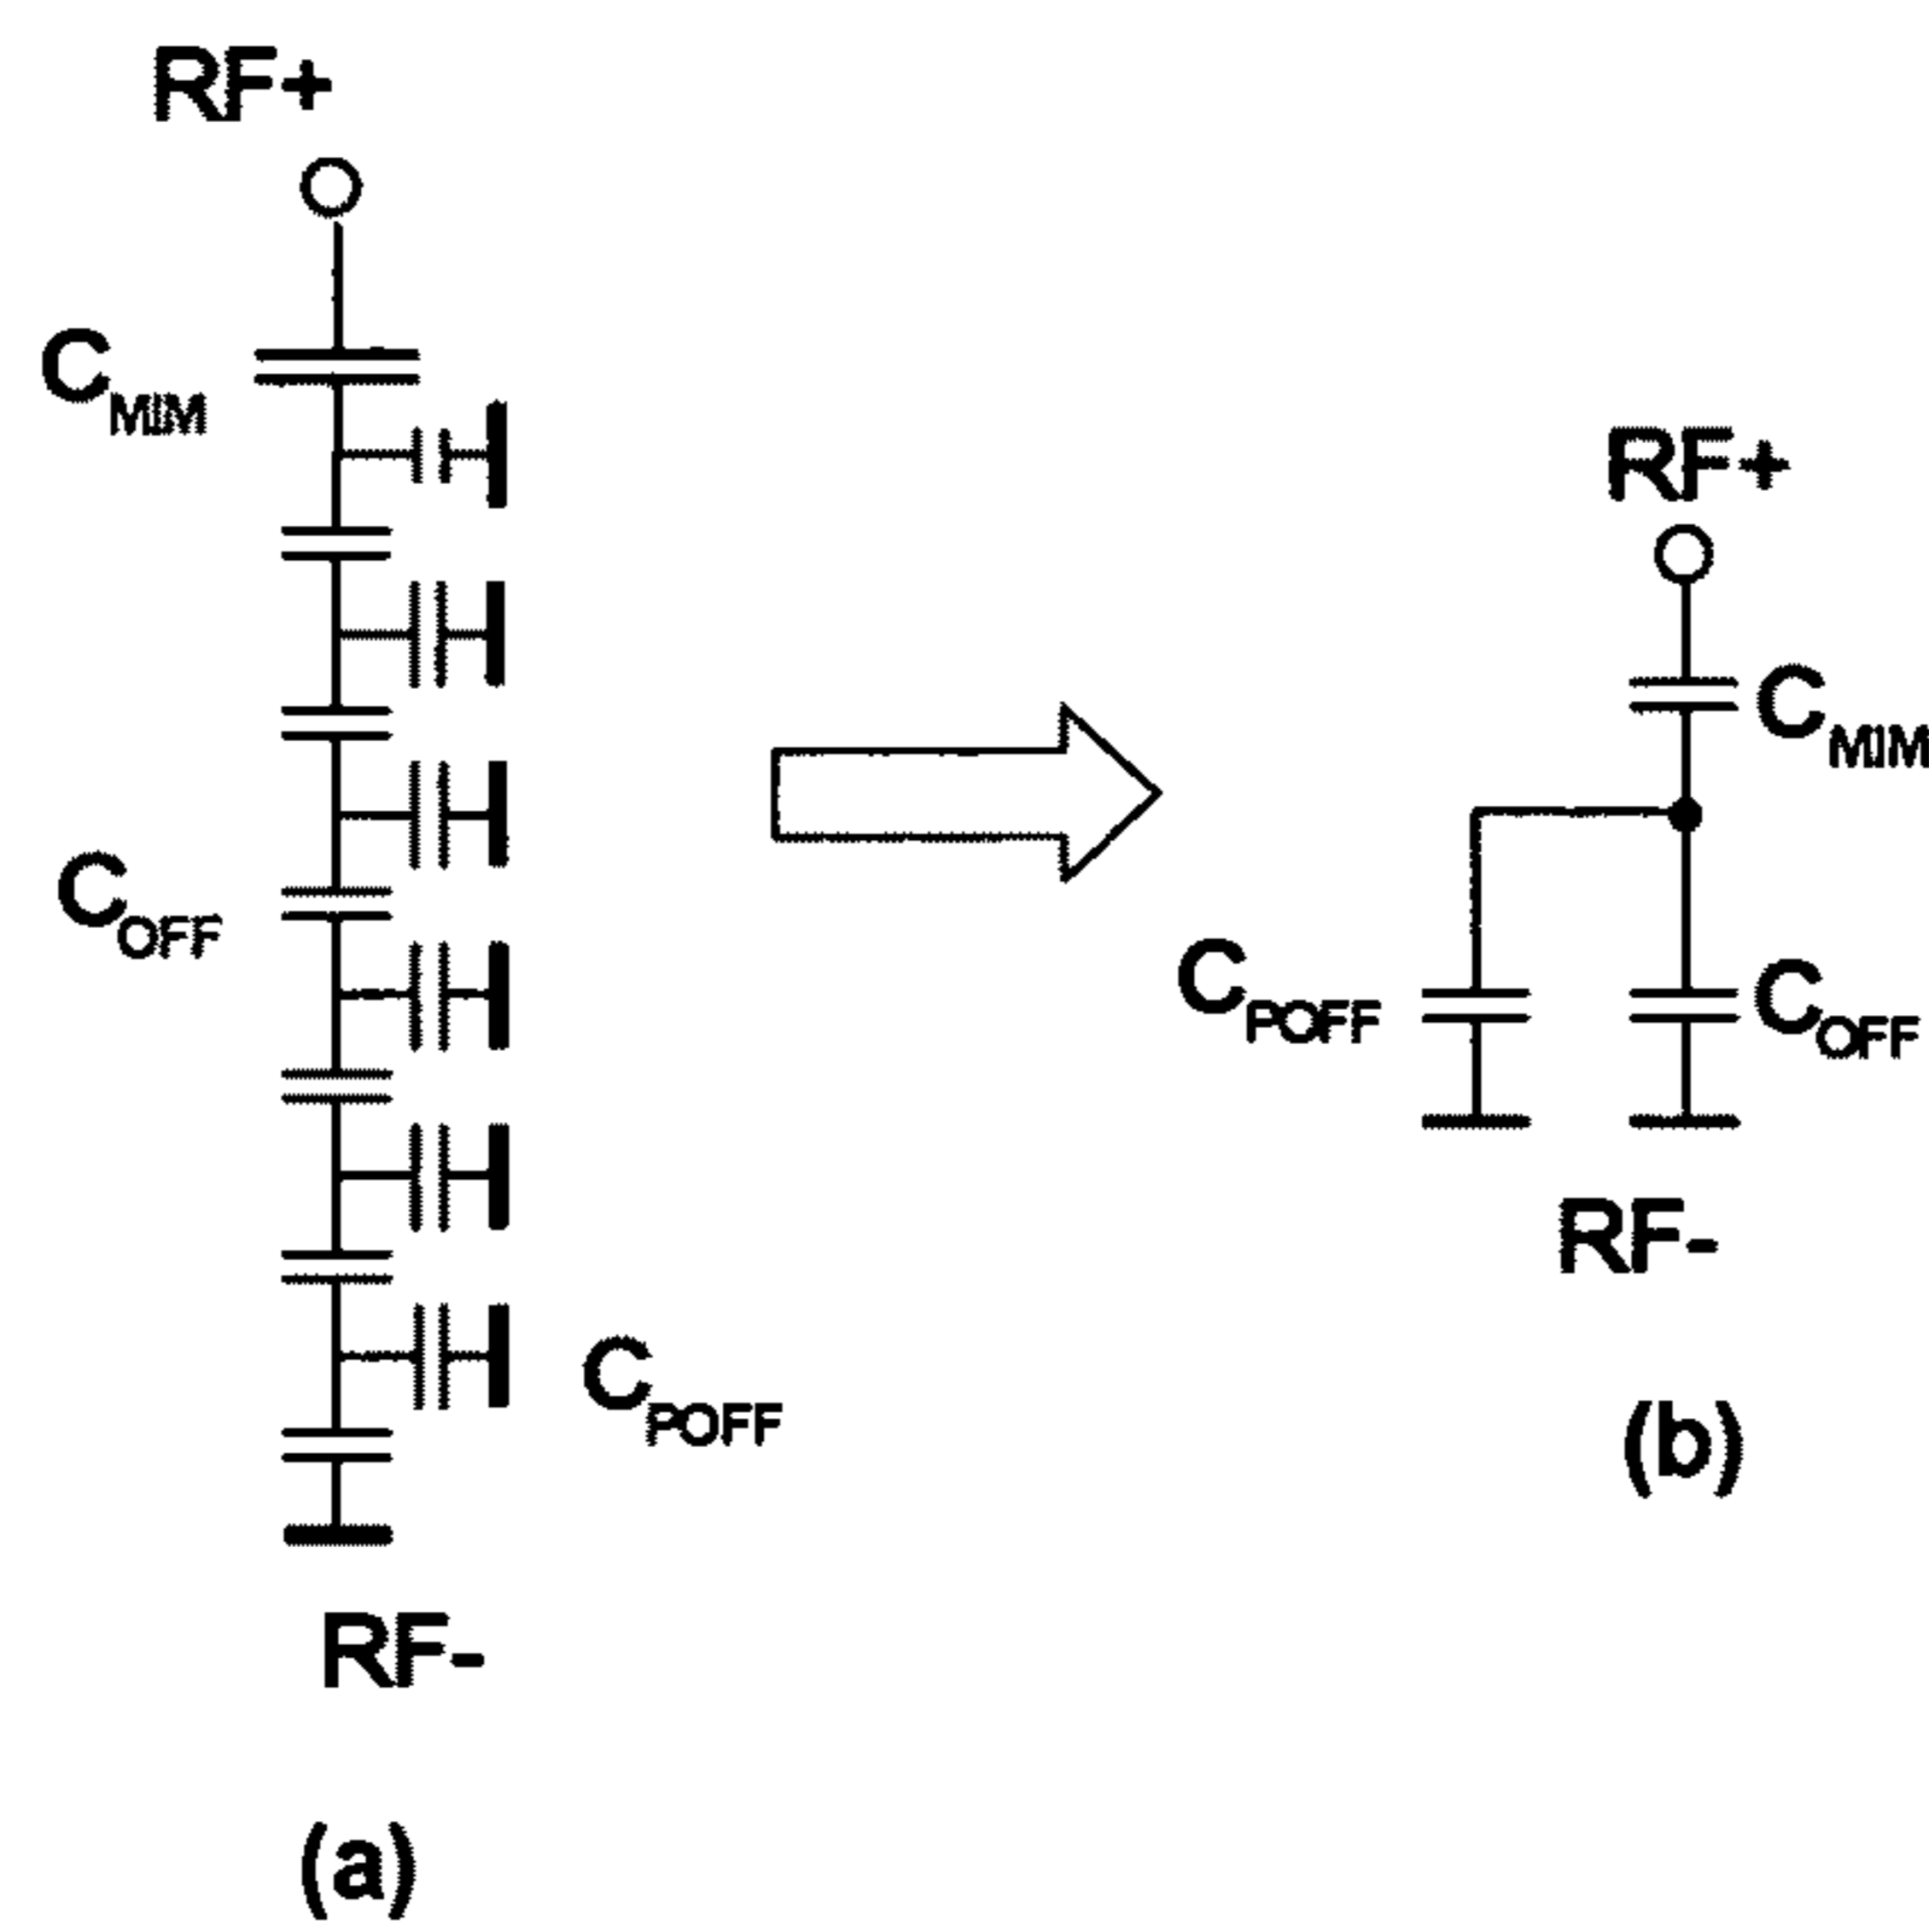 RF+
CMIM
COFF
CPOFF
RF-
(a)
RF+
CMIM
CPOFF
COFF
RF-
(b)